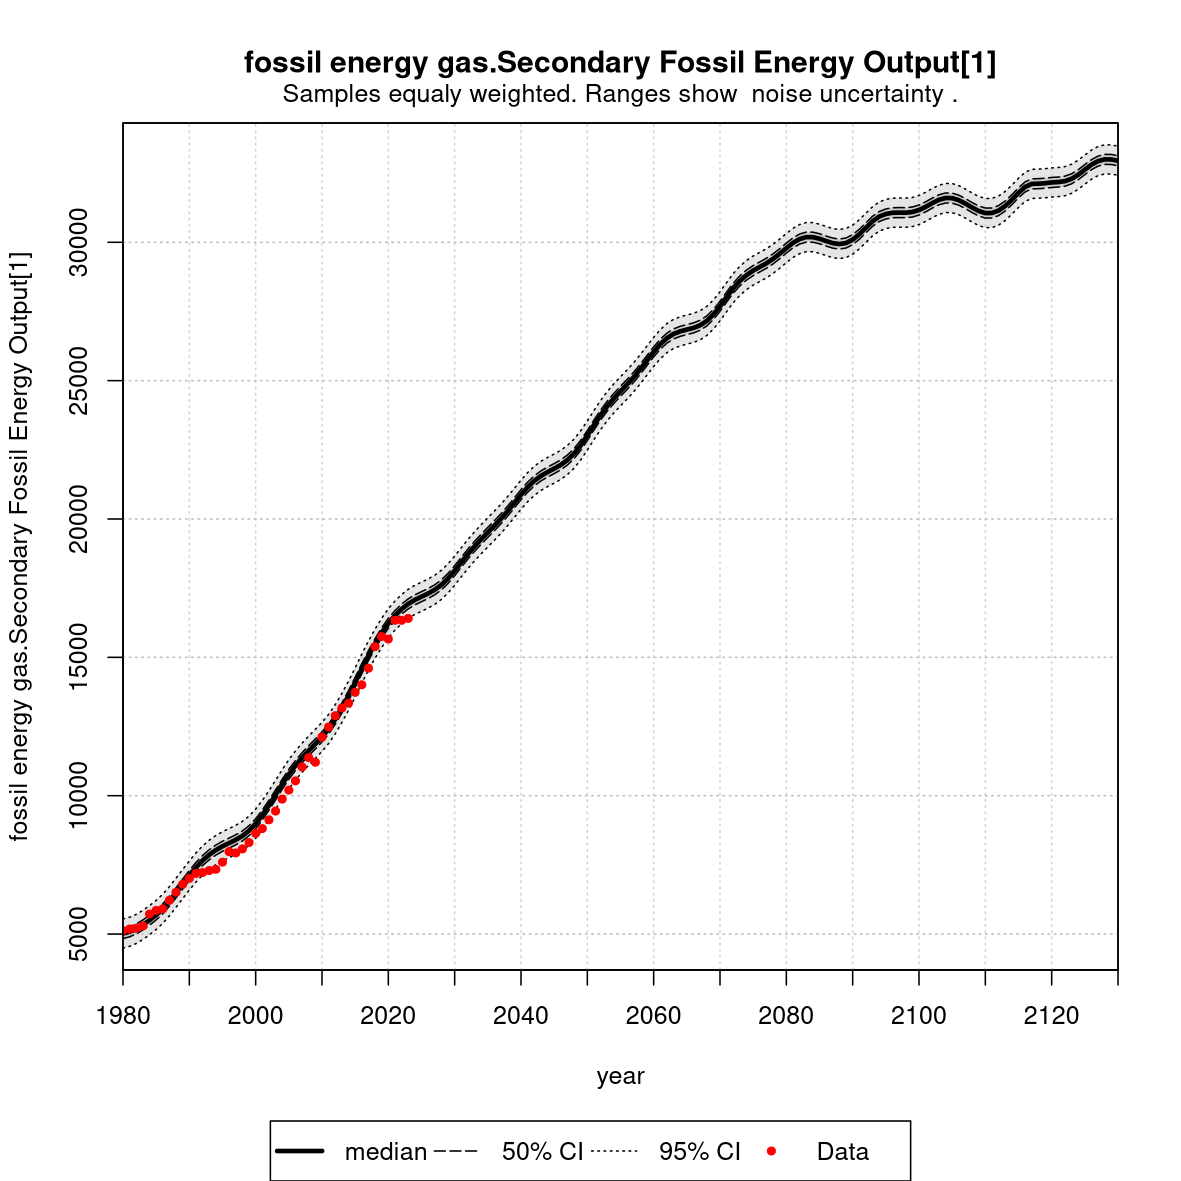 fossil energy gas.Secondary Fossil Energy Output[1]
Samples equaly weighted. Ranges show  noise uncertainty .
fossil energy gas.Secondary Fossil Energy Output[1]
30000
25000
20000
15000
10000
5000
1980 2000 2020 2040 2060 2080 2100 2120
year
median 50% CI 95% CI Data